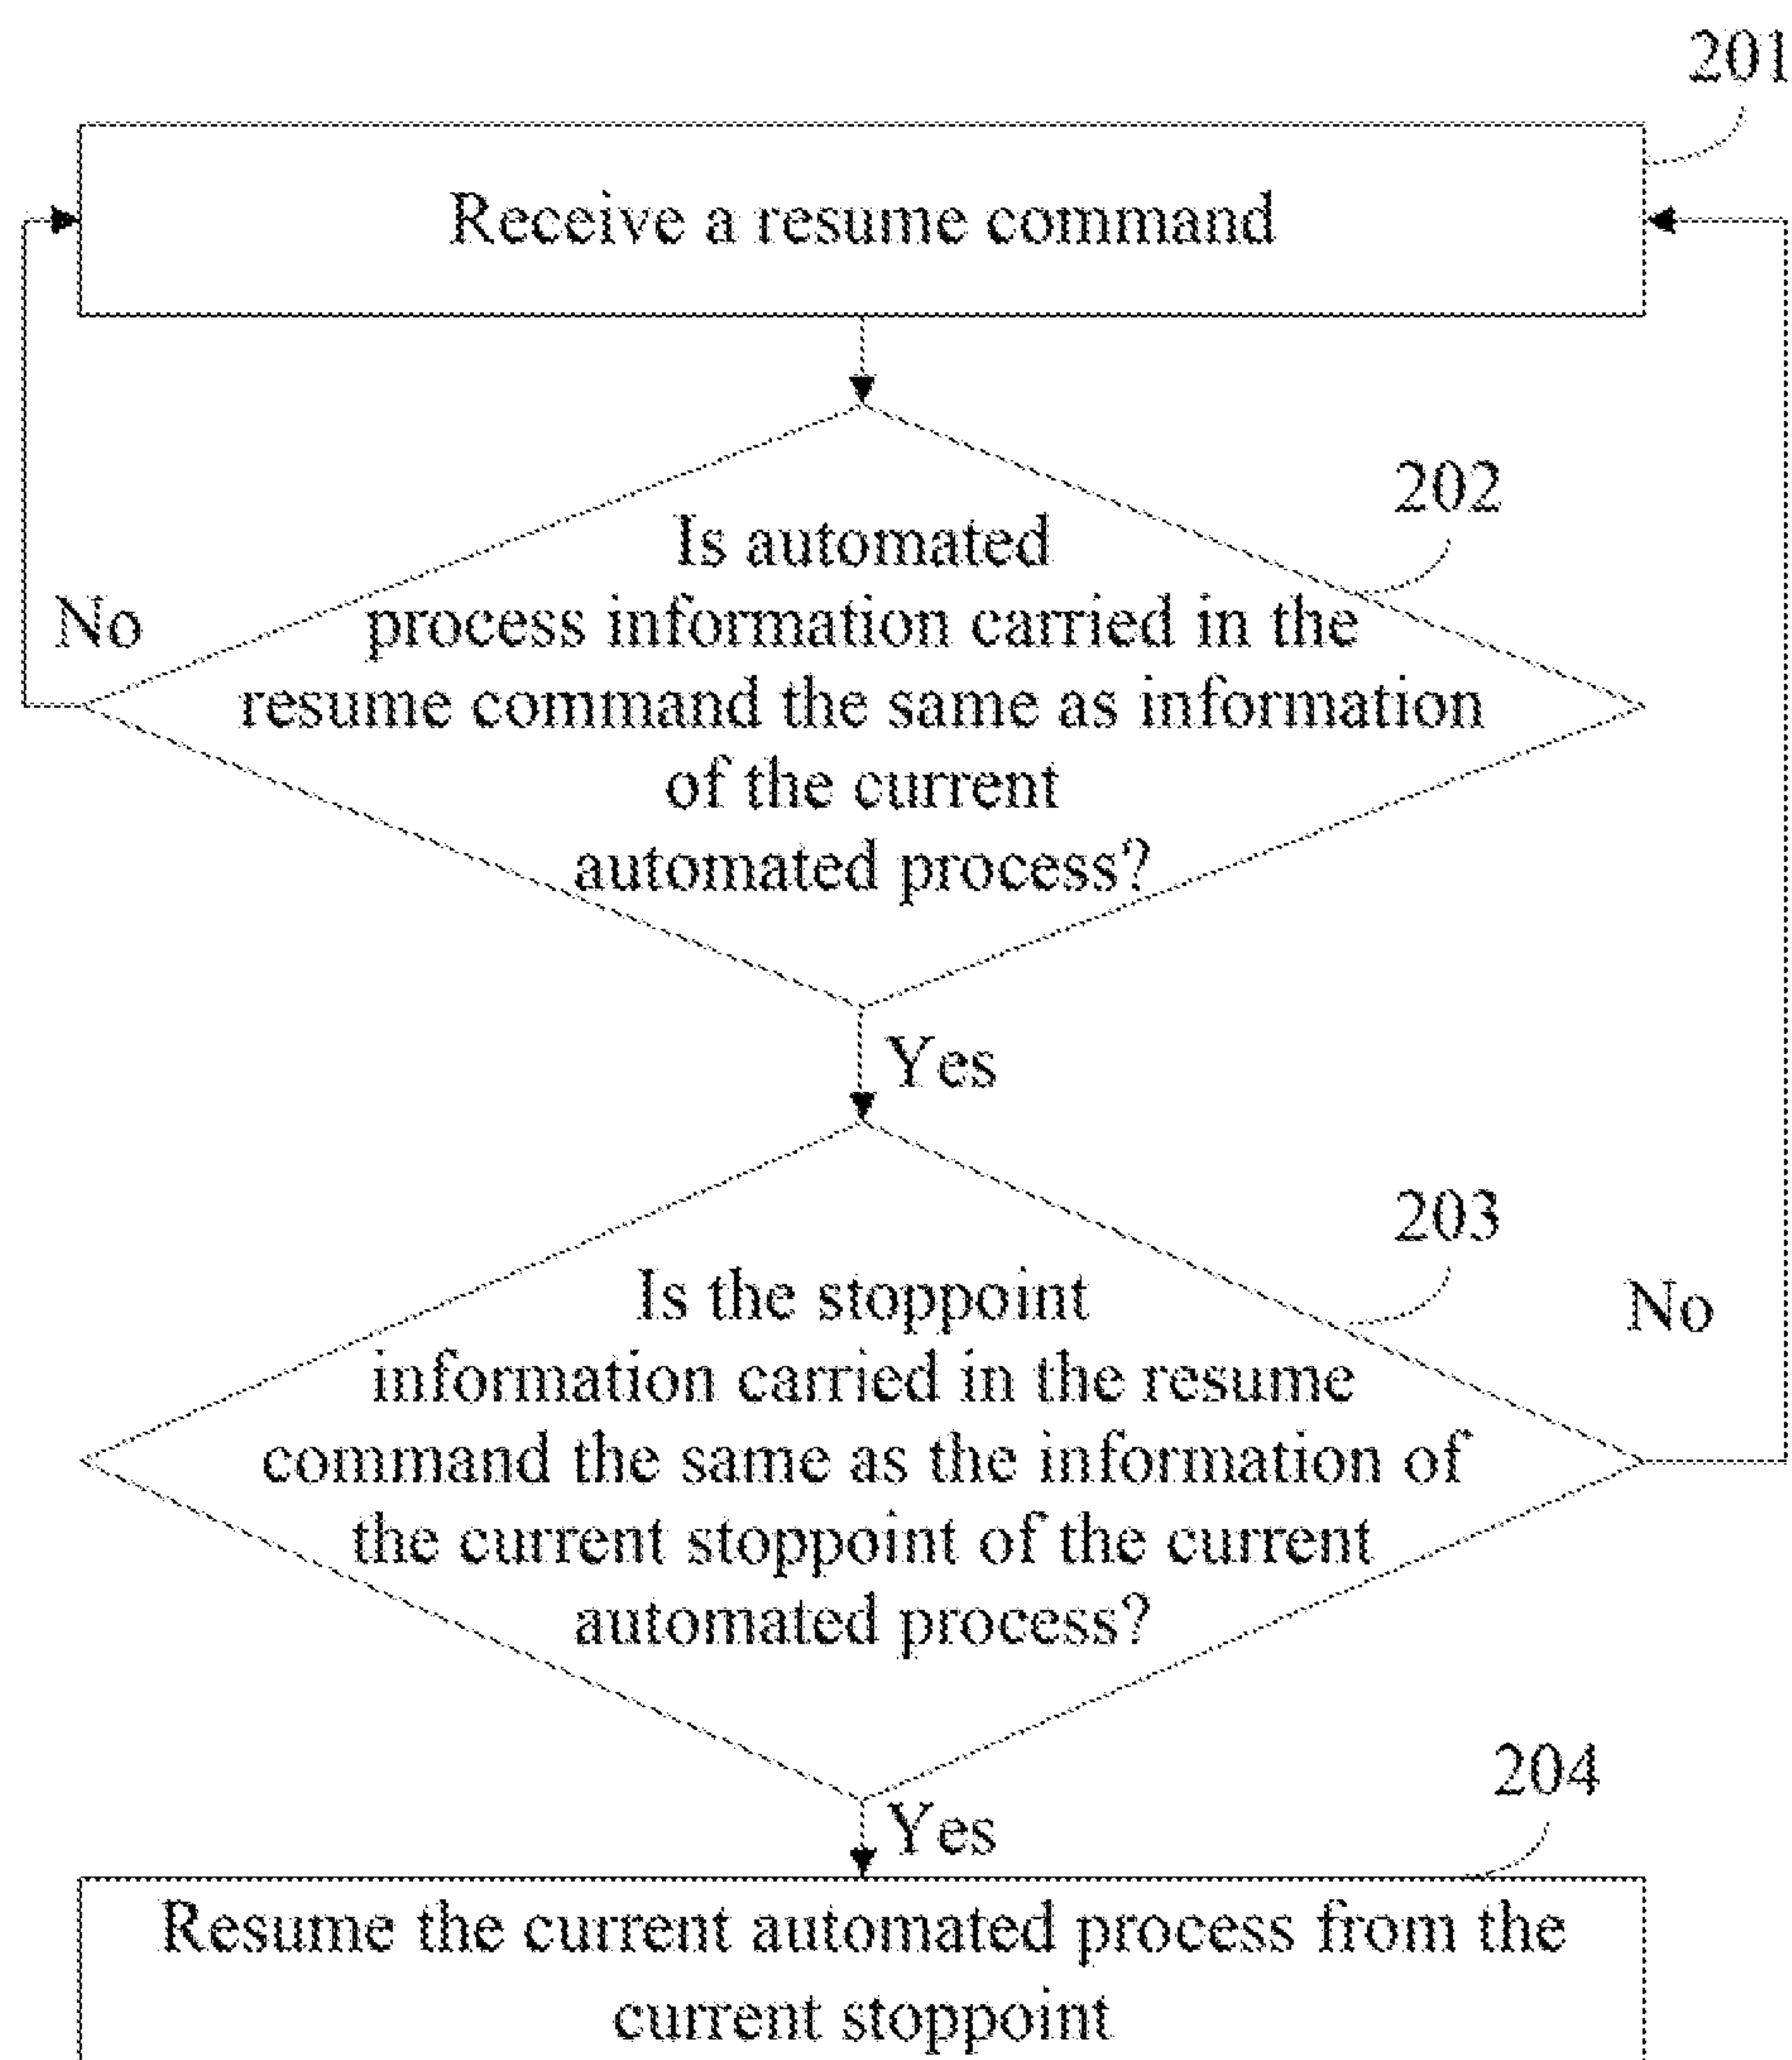 201
Receive a resume command
202
Is automated
No
process information carried in the
resume command the same as information
of the current
automated process?
Yes
203
Is the stoppoint
No
information carried in the resume
command the same as the information of
the current stoppoint of the current
automated process?
204
Yes
Resume the current automated process from the
current stoppoint